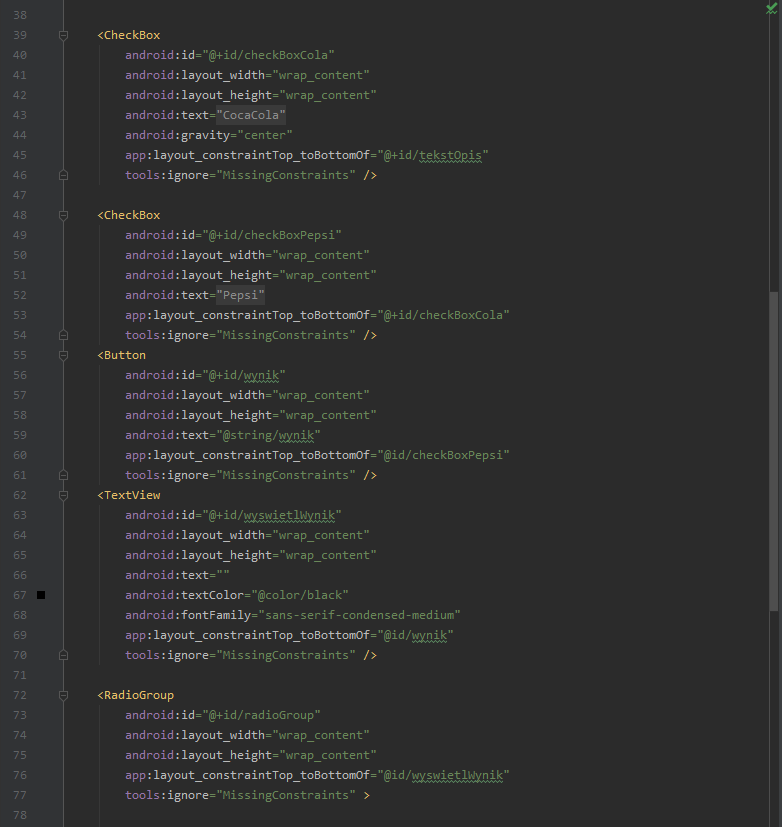 38
39 <CheckBox
40 android:id="@+id/checkBoxCola"
41 android:layout_width="wrap_content"
42 android:layout_height="wrap_content"
43 android:text="CocaCola"
44 android:gravity="center"
45 app:layout_constraintTop_toBottomOf="@+id/tekstOpis"
46 tools:ignore="MissingConstraints" />
47
48 <CheckBox
49 android:id="@+id/checkBoxPepsi"
50 android:layout_width="wrap_content"
51 android:layout_height="wrap_content"
52 android:text="Pepsi"
53 app:layout_constraintTop_toBottomOf="@+id/checkBoxCola"
54 tools:ignore="MissingConstraints" />
55 <Button
56 android:id="@+id/wynik"
57 android:layout_width="wrap_content"
58 android:layout_height="wrap_content"
59 android:text="@string/wynik"
60 app:layout_constraintTop_toBottomOf="@id/checkBoxPepsi"
61 tools:ignore="MissingConstraints" />
62 <TextView
63 android:id="@+id/wyswietlWynik"
64 android:layout_width="wrap_content"
65 android:layout_height="wrap_content"
66 android:text=""
67 android:textColor="@color/black"
68 android:fontFamily="sans-serif-condensed-medium"
69 app:layout_constraintTop_toBottomOf="@id/wynik"
70 tools:ignore="MissingConstraints" />
71
72 <RadioGroup
73 android:id="@+id/radioGroup"
74 android:layout_width="wrap_content"
75 android:layout_height="wrap_content"
76 app:layout_constraintTop_toBottomOf="@id/wyswietlWynik"
77 tools:ignore="MissingConstraints" >
78